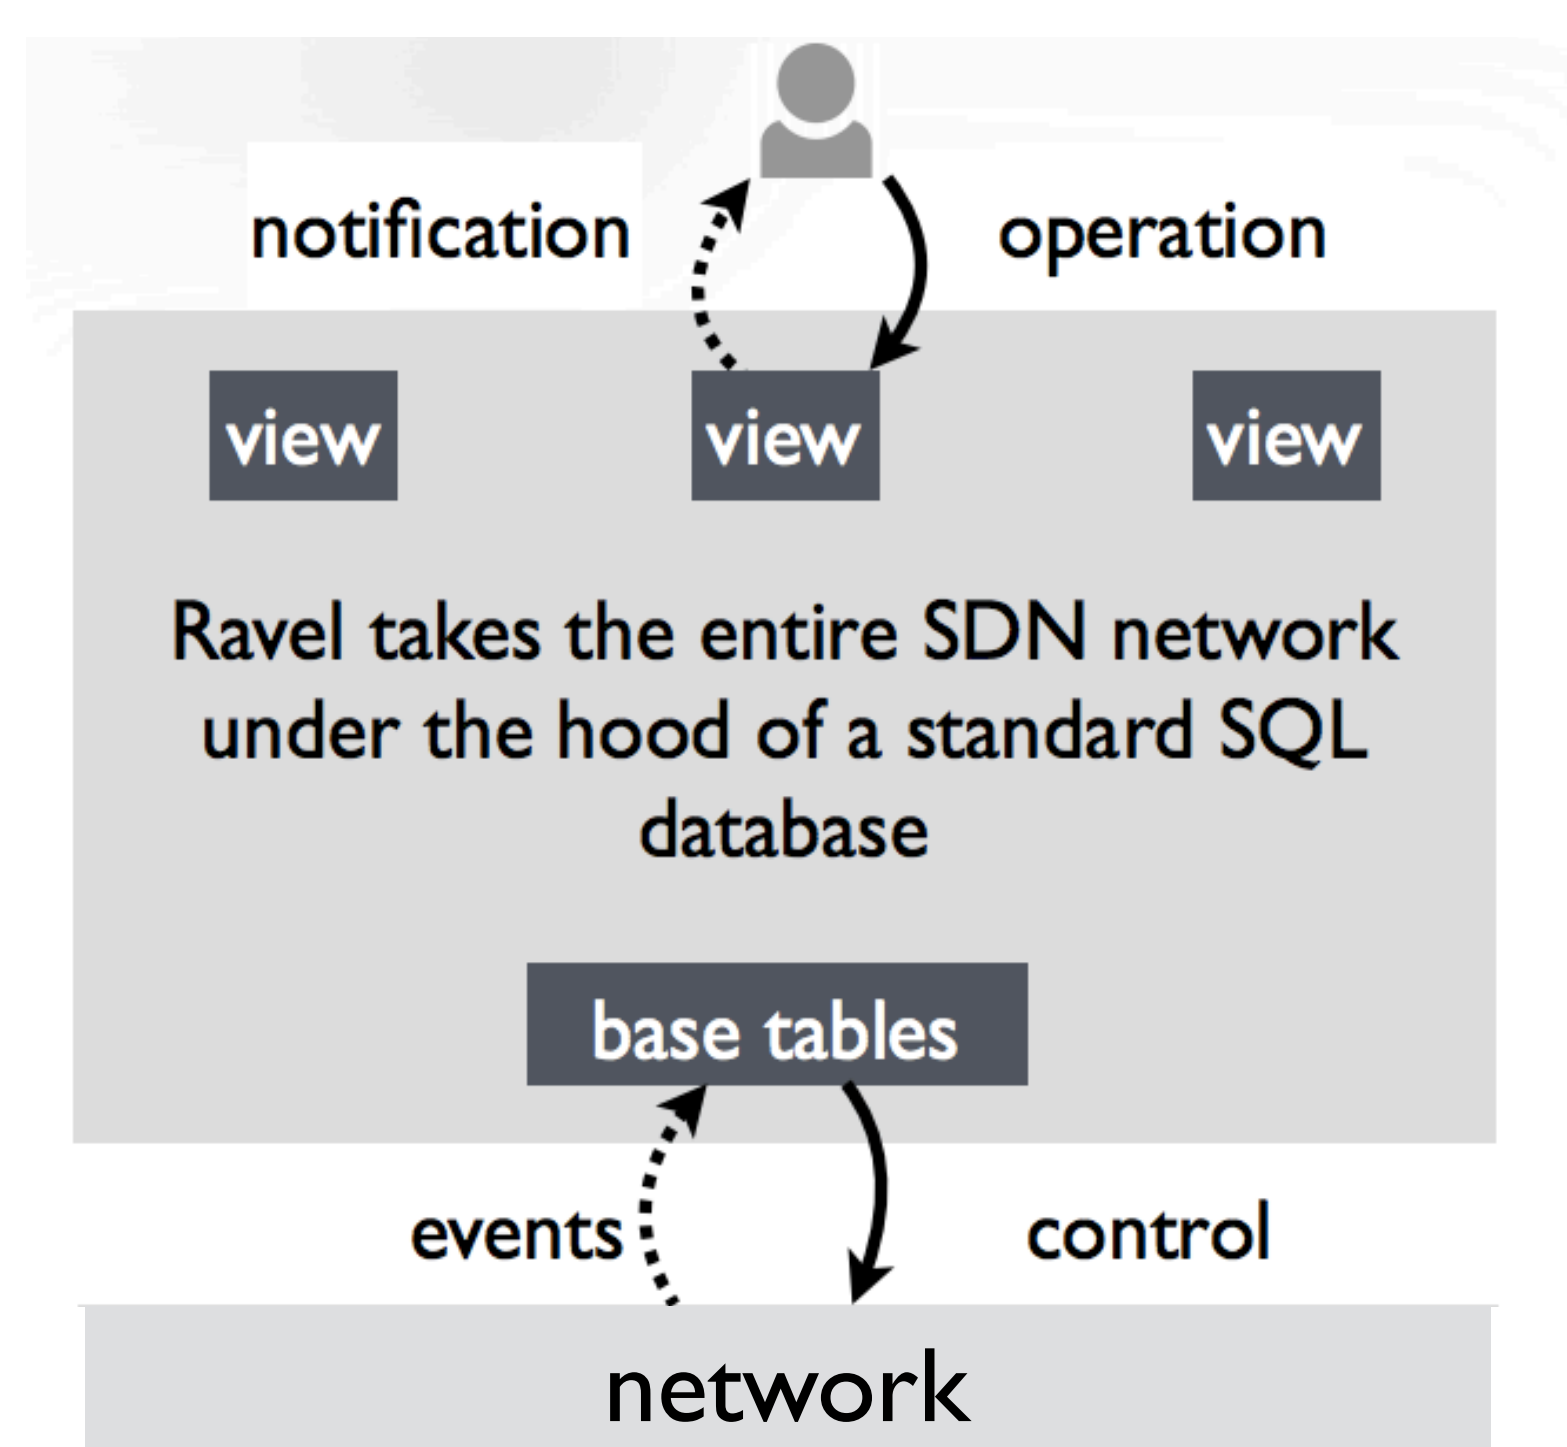 notification operation
view view view
Ravel takes the entire SDN network
under the hood of a standard SQL
database
base tables
events control
network